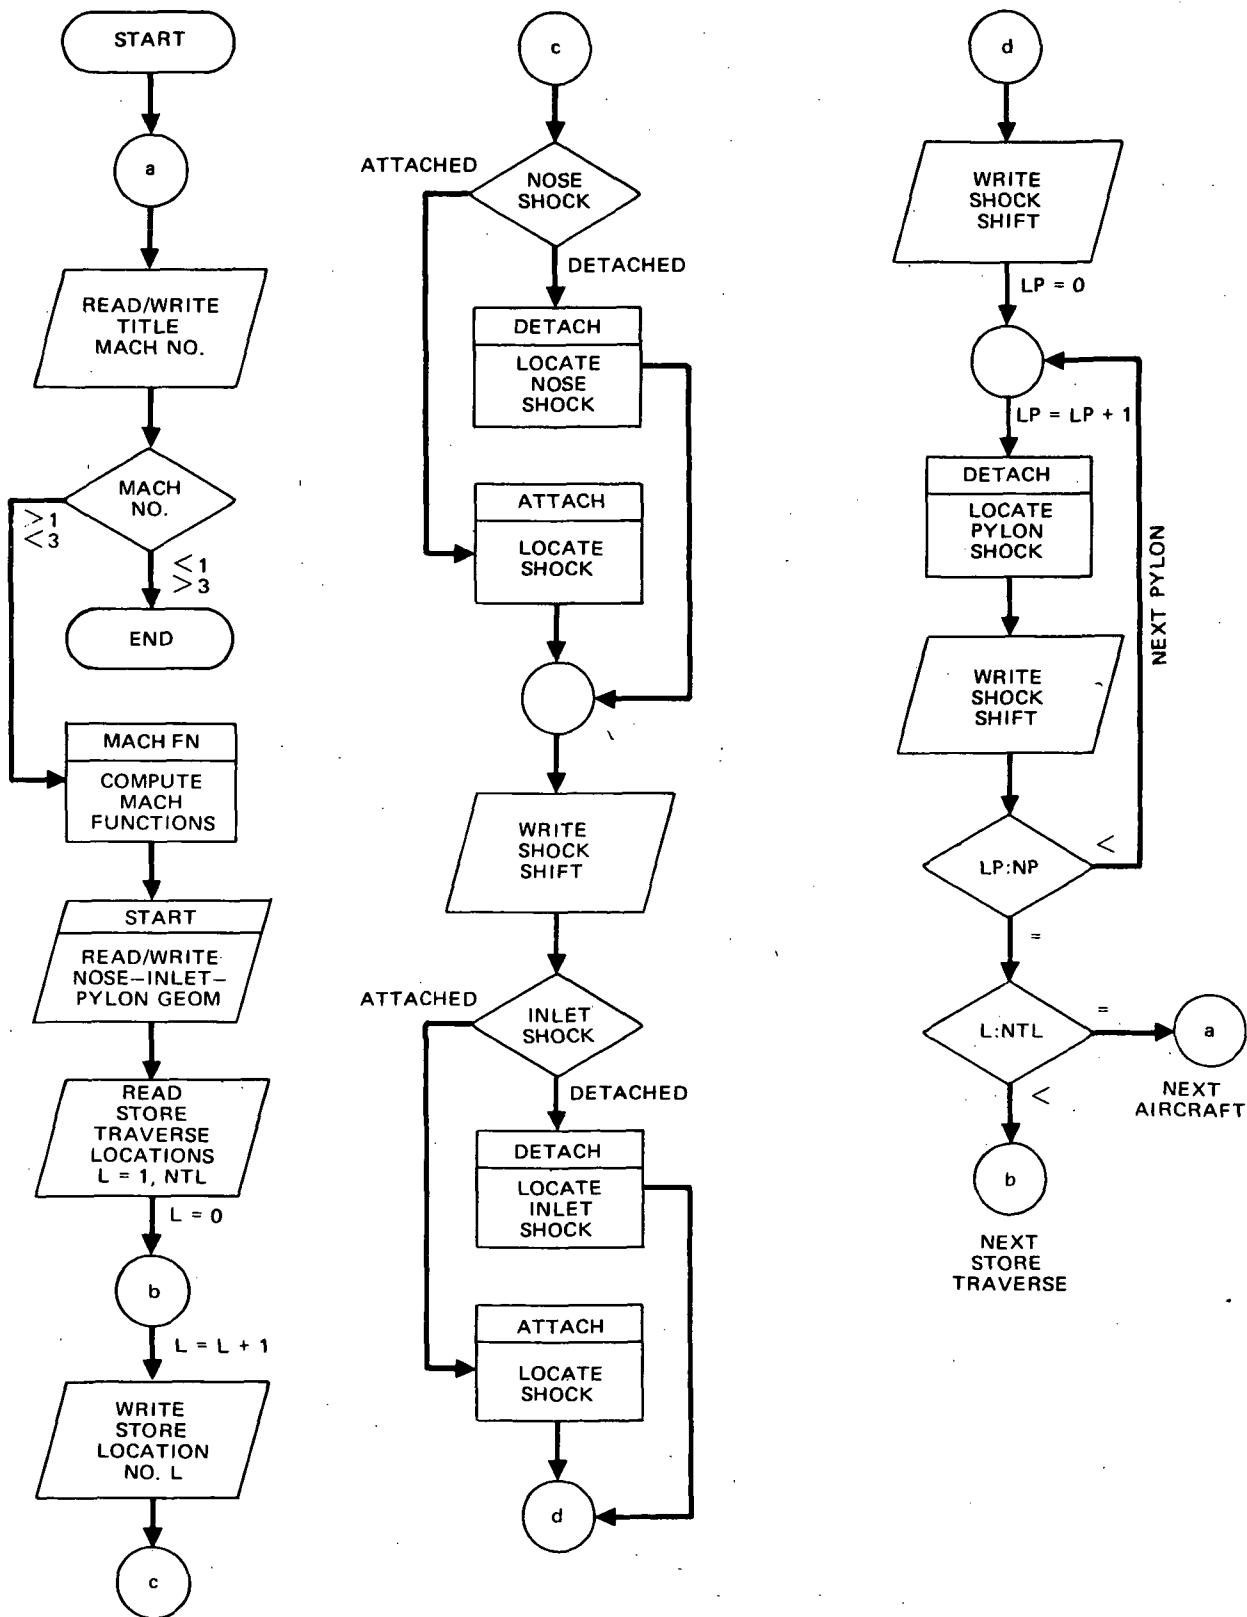 START
a
READ/WRITE
TITLE
MACH NO.
MACH
NO.
>1
<3
<1
>3
END
MACH FN
COMPUTE
MACH
FUNCTIONS
START
READ/WRITE
NOSE–INLET–
PYLON GEOM
READ
STORE
TRAVERSE
LOCATIONS
L = 1, NTL
L = 0
b
L = L + 1
WRITE
STORE
LOCATION
NO. L
c
c
ATTACHED
NOSE
SHOCK
DETACHED
DETACH
LOCATE
NOSE
SHOCK
ATTACH
LOCATE
SHOCK
WRITE
SHOCK
SHIFT
ATTACHED
INLET
SHOCK
DETACHED
DETACH
LOCATE
INLET
SHOCK
ATTACH
LOCATE
SHOCK
d
d
WRITE
SHOCK
SHIFT
LP = 0
LP = LP + 1
DETACH
LOCATE
PYLON
SHOCK
NEXT PYLON
WRITE
SHOCK
SHIFT
<
LP:NP
=
L:NTL
=
a
NEXT
AIRCRAFT
<
b
NEXT
STORE
TRAVERSE